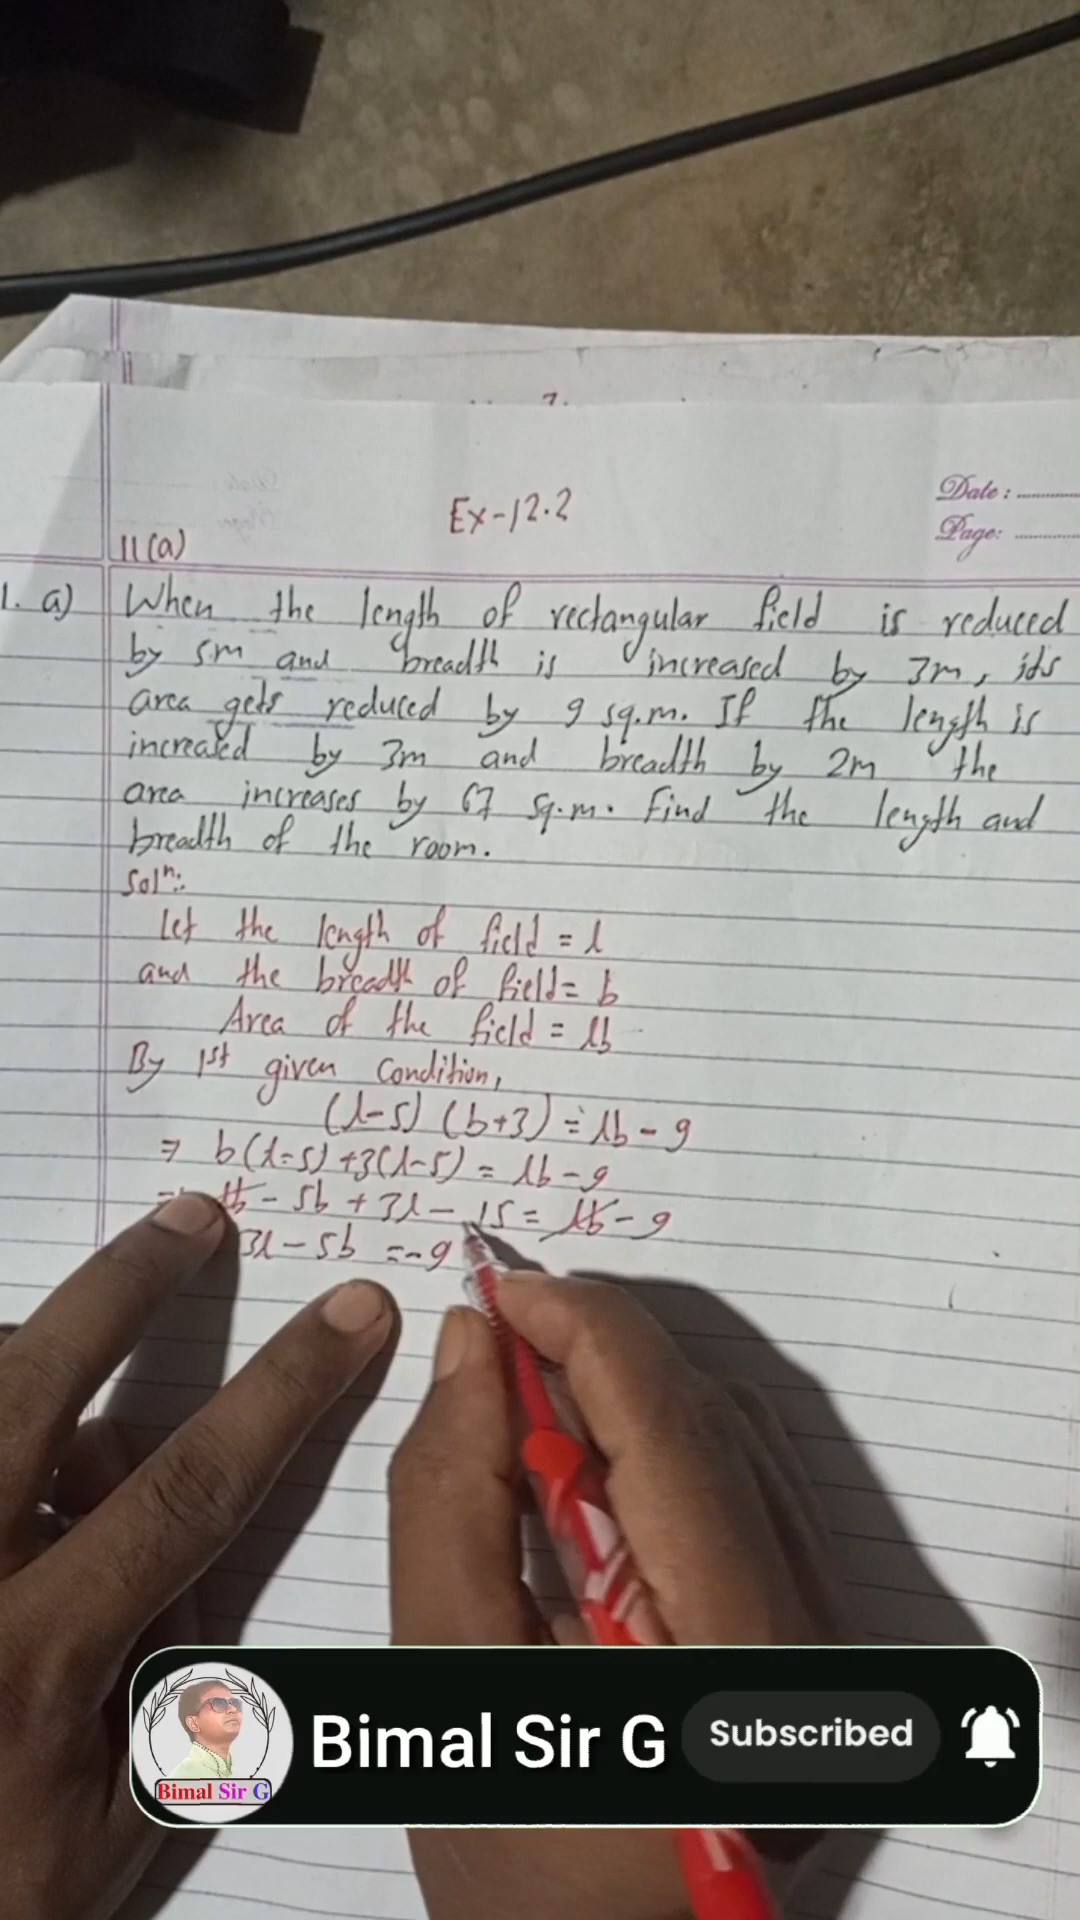 Ex-12.2
Date :
Page:
11(a)
1. a) When the length of rectangular field is reduced
by 5m and breadth is increased by 3m, its
area gets reduced by 9 sq.m. If the length is
increased by 3m and breadth by 2m the
area increases by 67 sq.m. Find the length and
breadth of the room.
Solⁿ:
Let the length of field = l
and the breadth of field = b
Area of the field = lb
By 1st given condition,
(l-5) (b+3) = lb - 9
⇒ b(l-5) +3(l-5) = lb - 9
lb - 5b + 3l - 15 = lb - 9
3l - 5b = -9
Bimal Sir G
Subscribed
Bimal Sir G